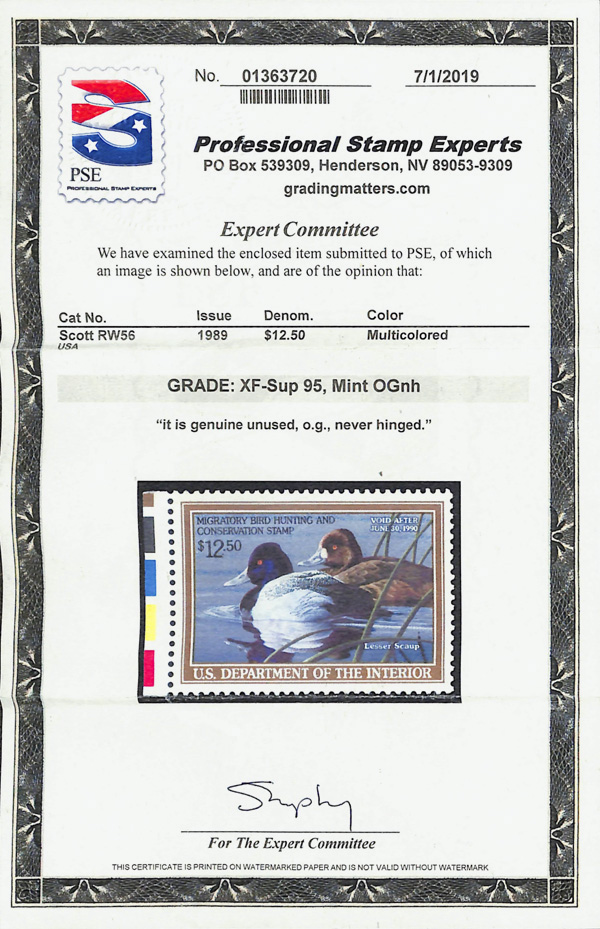 No. 01363720 7/1/2019
PSE
PROFESSIONAL STAMP EXPERTS
Professional Stamp Experts
PO Box 539309, Henderson, NV 89053-9309
gradingmatters.com
Expert Committee
We have examined the enclosed item submitted to PSE, of which
an image is shown below, and are of the opinion that:
Cat No. Issue Denom. Color
Scott RW56 1989 $12.50 Multicolored
USA
GRADE: XF-Sup 95, Mint OGnh
“it is genuine unused, o.g., never hinged.”
MIGRATORY BIRD HUNTING AND
CONSERVATION STAMP
$12.50
VOID AFTER
JUNE 30, 1990
Lesser Scaup
U.S. DEPARTMENT OF THE INTERIOR
For The Expert Committee
THIS CERTIFICATE IS PRINTED ON WATERMARKED PAPER AND IS NOT VALID WITHOUT WATERMARK